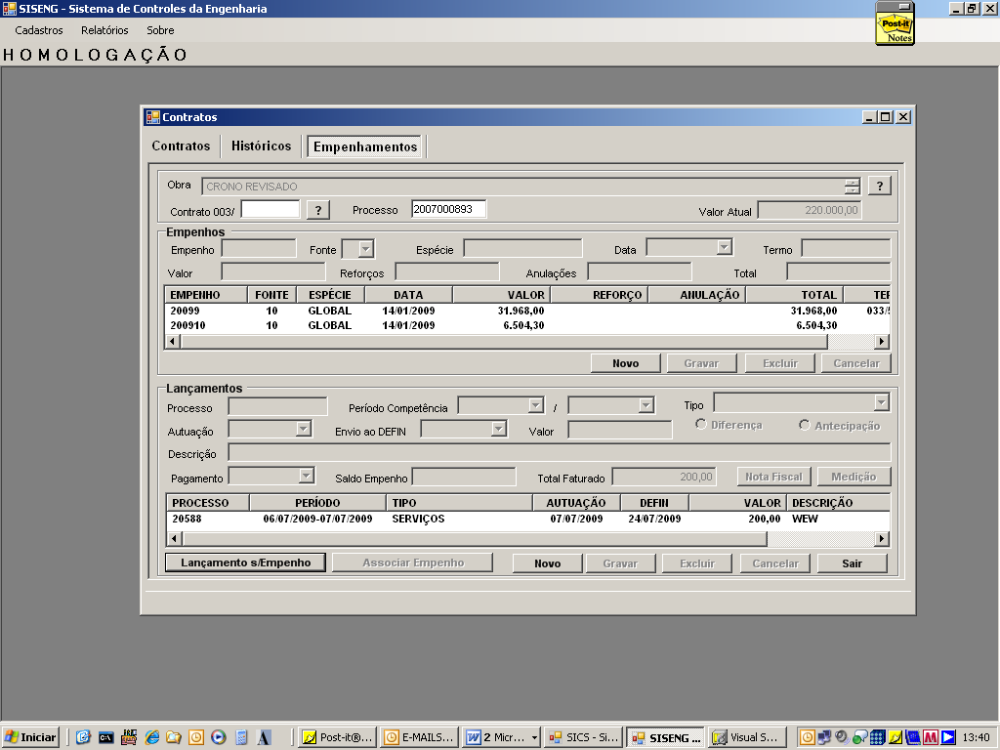 SISENG - Sistema de Controles da Engenharia
Cadastros Relatórios Sobre
Post-it Notes
HOMOLOGAÇÃO
Contratos
Contratos Históricos Empenhamentos
Obra CRONO REVISADO ?
Contrato 003/ ? Processo 2007000893 Valor Atual 220.000,00
Empenhos
Empenho Fonte Espécie Data Termo
Valor Reforços Anulações Total
EMPENHO FONTE ESPÉCIE DATA VALOR REFORÇO ANULAÇÃO TOTAL TER
20099 10 GLOBAL 14/01/2009 31.968,00 31.968,00 033/
200910 10 GLOBAL 14/01/2009 6.504,30 6.504,30
Novo Gravar Excluir Cancelar
Lançamentos
Processo Período Competência / Tipo
Autuação Envio ao DEFIN Valor Diferença Antecipação
Descrição
Pagamento Saldo Empenho Total Faturado 200,00 Nota Fiscal Medição
PROCESSO PERÍODO TIPO AUTUAÇÃO DEFIN VALOR DESCRIÇÃO
20588 06/07/2009-07/07/2009 SERVIÇOS 07/07/2009 24/07/2009 200,00 WEW
Lançamento s/Empenho Associar Empenho Novo Gravar Excluir Cancelar Sair
Iniciar Post-it®... E-MAILS... 2 Micr... SICS - Si... SISENG ... Visual S... 13:40